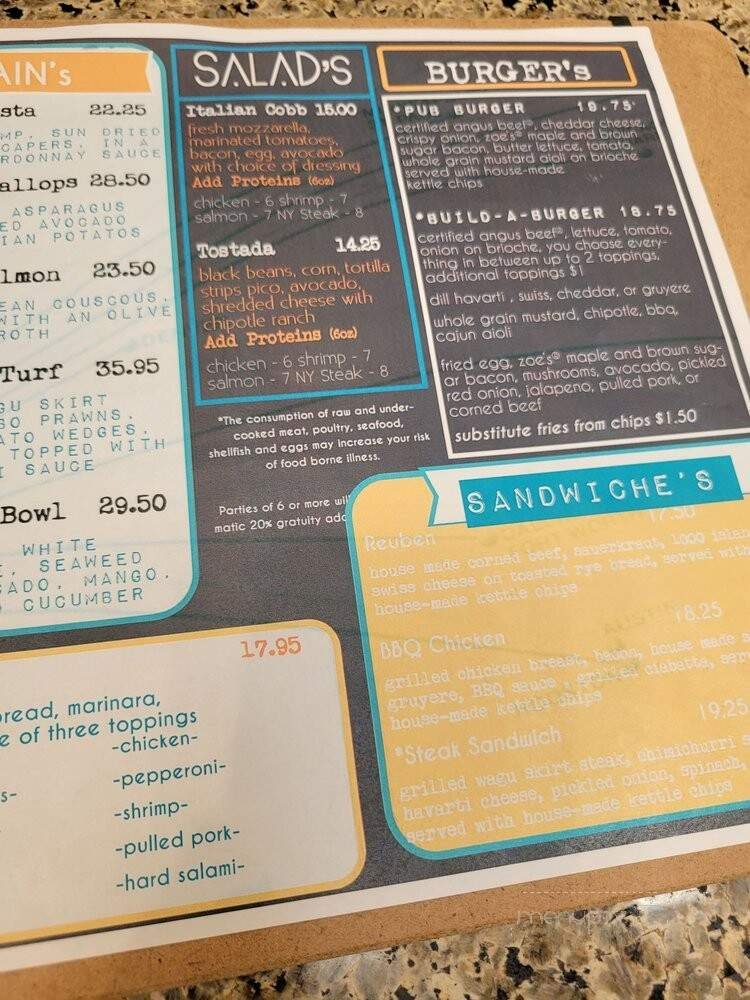 AIN's
sta 22.25
MP, SUN DRIED
CAPERS, IN A
RDONNAY SAUCE
allops 28.50
ASPARAGUS
ED AVOCADO
IAN POTATOS
lmon 23.50
EAN COUSCOUS,
WITH AN OLIVE
ROTH
Turf 35.95
GU SKIRT
SO PRAWNS,
ATO WEDGES,
TOPPED WITH
I SAUCE
Bowl 29.50
WHITE
E, SEAWEED
CADO, MANGO,
CUCUMBER
17.95
bread, marinara,
e of three toppings
-chicken-
-pepperoni-
s-
-shrimp-
-pulled pork-
-hard salami-
SALAD'S
Italian Cobb 15.00
fresh mozzarella,
marinated tomatoes,
bacon, egg, avocado
with choice of dressing
Add Proteins (6oz)
chicken - 6 shrimp -
salmon - 7 NY Steak - 8
Tostada 14.25
black beans, corn, tortilla
strips pico, avocado,
shredded cheese with
chipotle ranch
Add Proteins (6oz)
chicken - 6 shrimp - 7
salmon - 7 NY Steak - 8
*The consumption of raw and under-
cooked meat, poultry, seafood,
shellfish and eggs may increase your risk
of food borne illness.
Parties of 6 or more wil
matic 20% gratuity add
BURGER's
*PUB BURGER 18.75
certified angus beef®, cheddar cheese,
crispy onion, zoe's® maple and brown
sugar bacon, butter lettuce, tomato,
whole grain mustard aioli on brioche
served with house-made
kettle chips
*BUILD-A-BURGER 18.75
certified angus beef®, lettuce, tomato,
onion on brioche, you choose every-
thing in between up to 2 toppings,
additional toppings $1
dill havarti , swiss, cheddar, or gruyere
whole grain mustard, chipotle, bbq,
cajun aioli
fried egg, zoe's® maple and brown sug-
ar bacon, mushrooms, avocado, pickled
red onion, jalapeno, pulled pork, or
corned beef
substitute fries from chips $1.50
SANDWICHE'S
Reuben 17.50
house made corned beef, sauerkraut, 1000 islan
swiss cheese on toasted rye bread, served with
house-made kettle chips
BBQ Chicken 18.25
grilled chicken breast, bacon, house made s
gruyere, BBQ sauce , grilled ciabatta, serv
house-made kettle chips
*Steak Sandwich 19.25
grilled wagu skirt steak, chimichurri s
havarti cheese, pickled onion, spinach,
served with house-made kettle chips